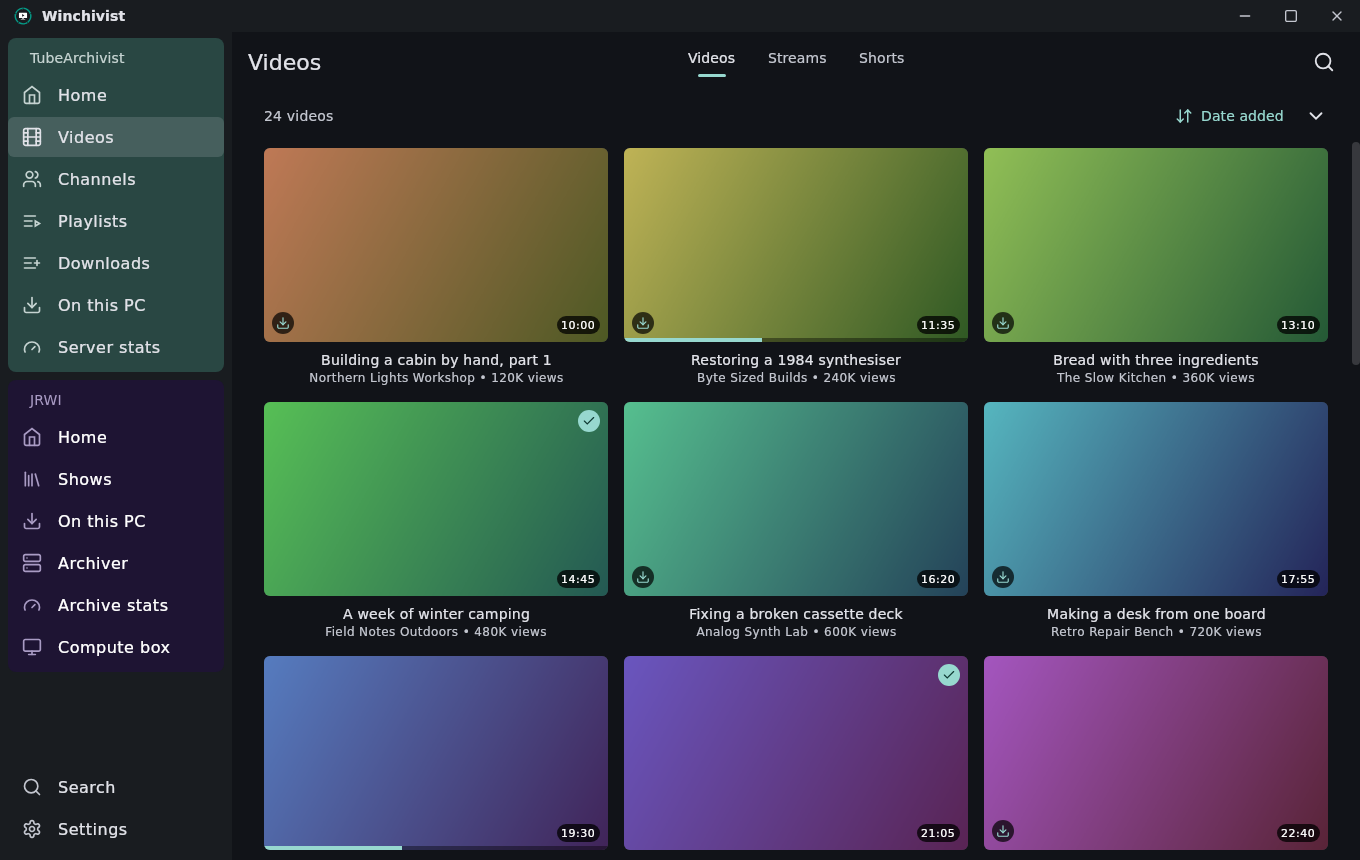 Winchivist
TubeArchivist
Home
Videos
Channels
Playlists
Downloads
On this PC
Server stats
JRWI
Home
Shows
On this PC
Archiver
Archive stats
Compute box
Search
Settings
Videos
Videos Streams Shorts
24 videos
Date added
10:00
11:35
13:10
Building a cabin by hand, part 1
Northern Lights Workshop • 120K views
Restoring a 1984 synthesiser
Byte Sized Builds • 240K views
Bread with three ingredients
The Slow Kitchen • 360K views
14:45
16:20
17:55
A week of winter camping
Field Notes Outdoors • 480K views
Fixing a broken cassette deck
Analog Synth Lab • 600K views
Making a desk from one board
Retro Repair Bench • 720K views
19:30
21:05
22:40